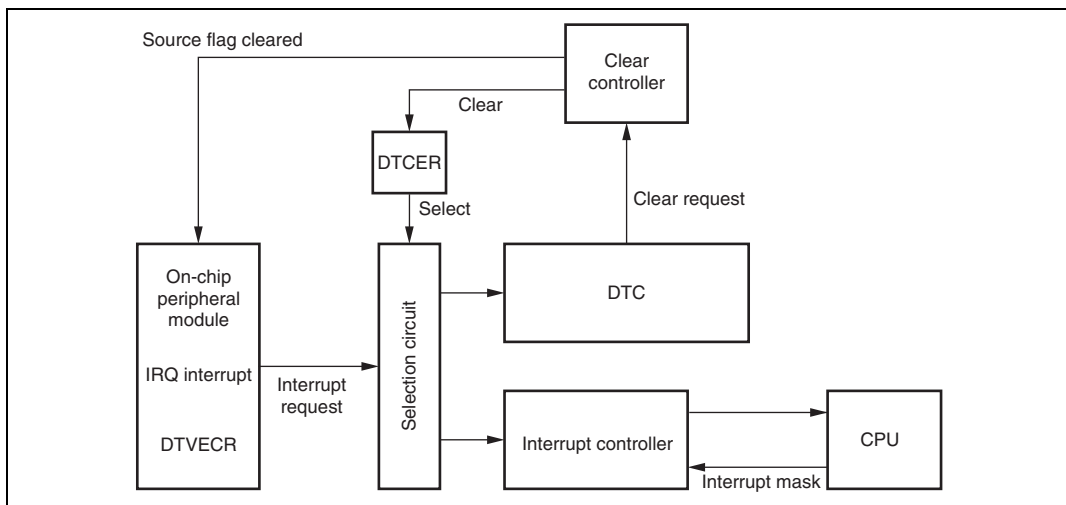 Source flag cleared
Clear
controller
Clear
DTCER
Select
Clear request
On-chip
peripheral
module
IRQ interrupt
DTVECR
Interrupt
request
Selection circuit
DTC
Interrupt controller
CPU
Interrupt mask